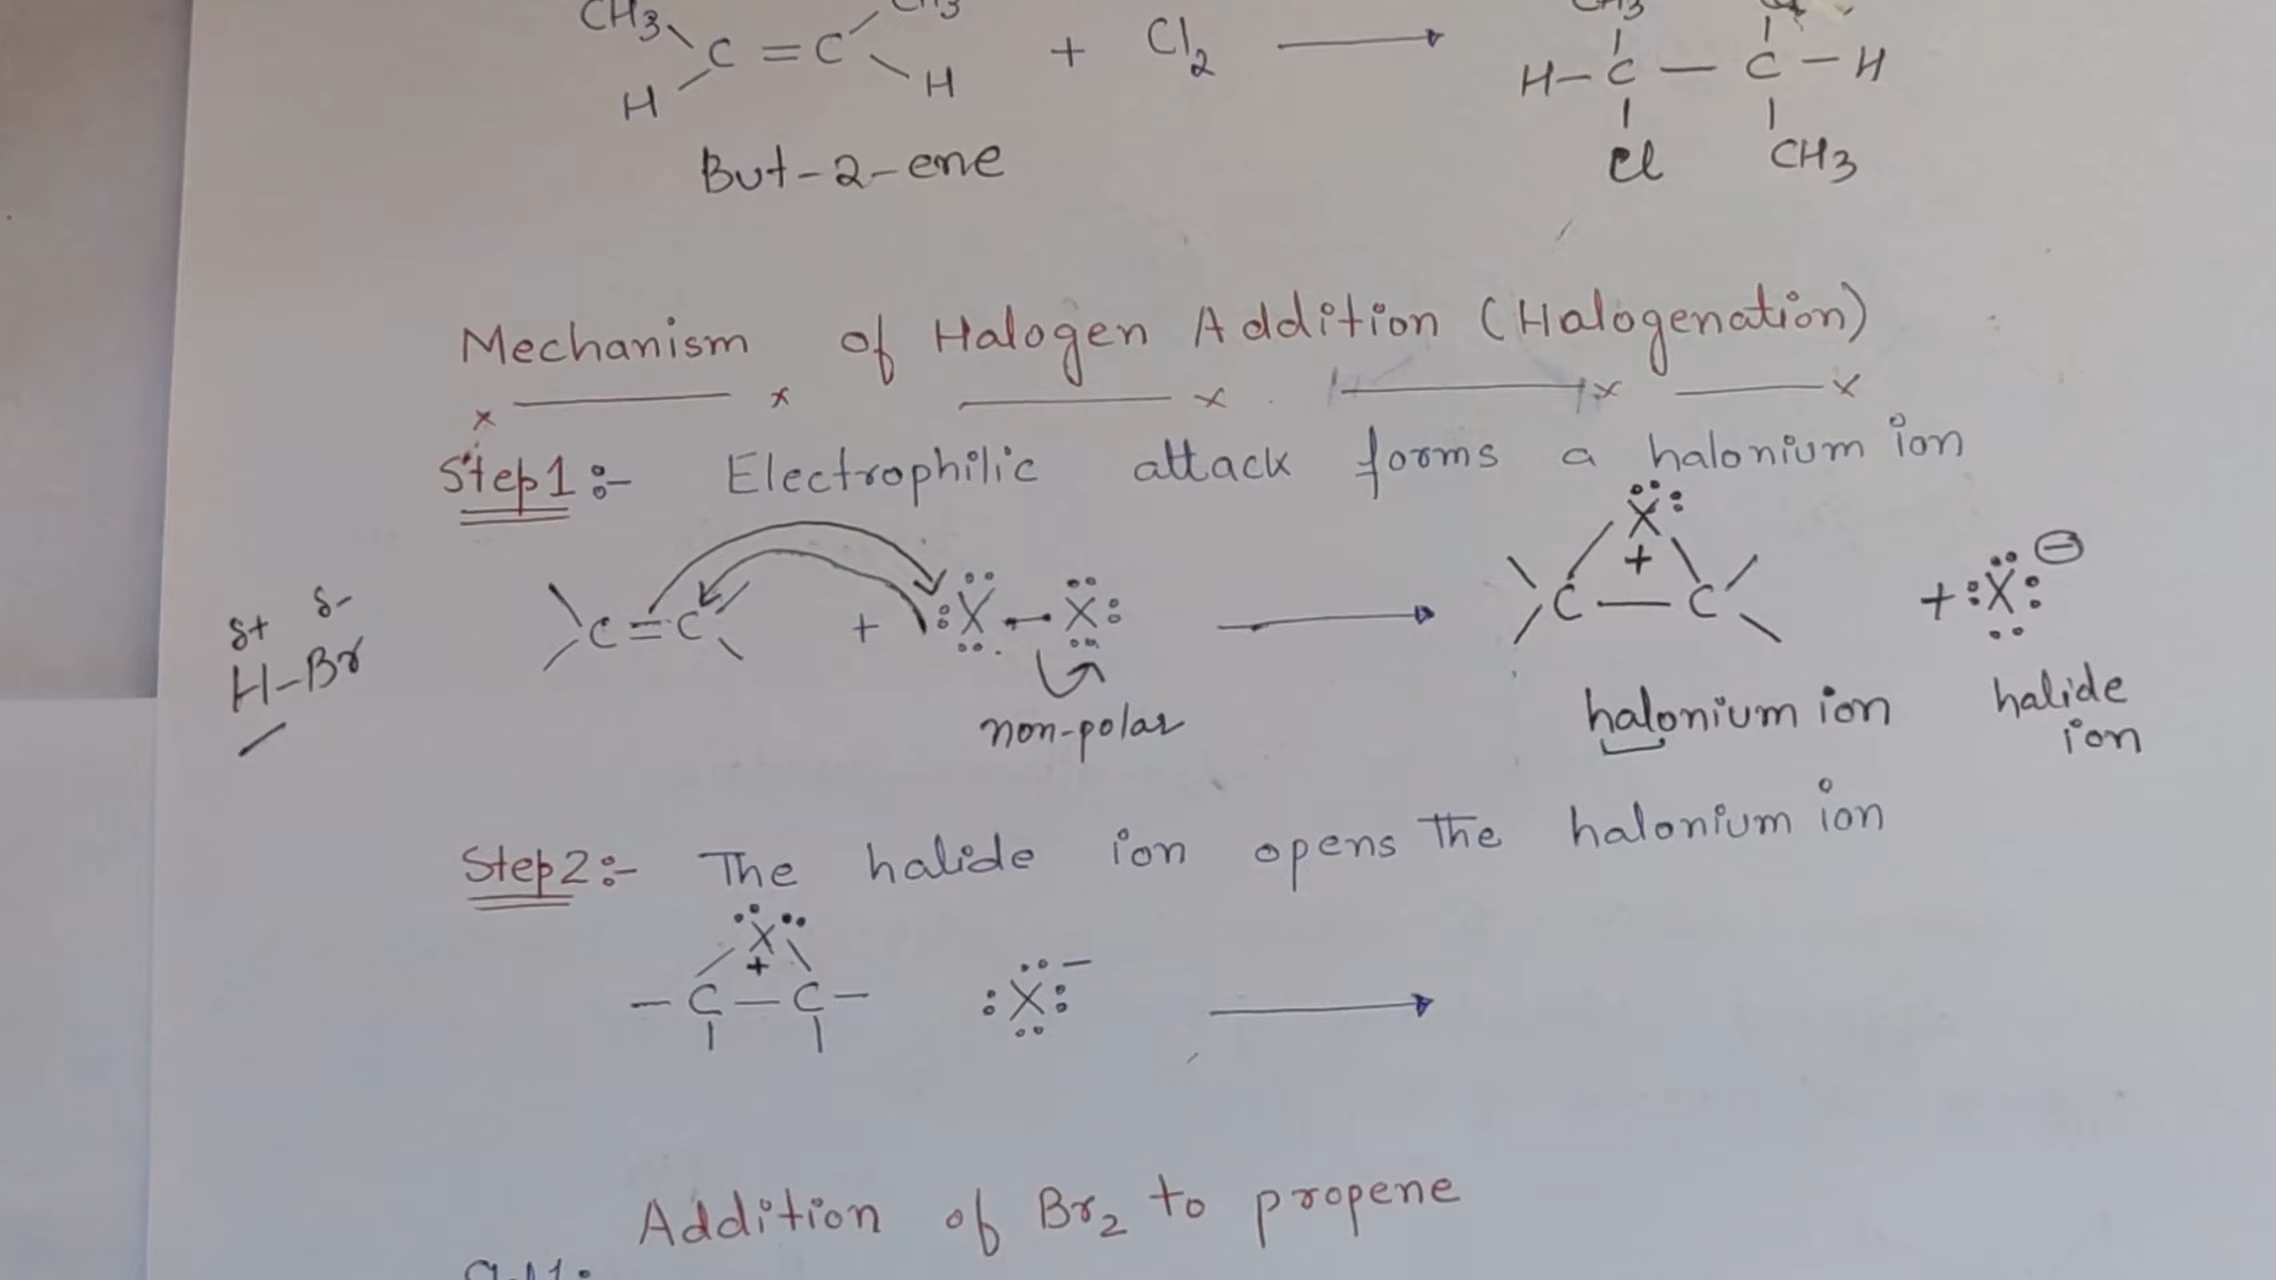 CH3 C = C CH3 + Cl2 → CH3
H H H - C - C - H
But-2-ene Cl CH3
Mechanism of Halogen Addition (Halogenation)
Step1:- Electrophilic attack forms a halonium ion
δ+ δ-
H-Br C = C + :X - X: → X + C - C + :X: ⊖
non-polar halonium ion halide ion
Step2:- The halide ion opens the halonium ion
X +
- C - C - :X: - →
Addition of Br2 to propene